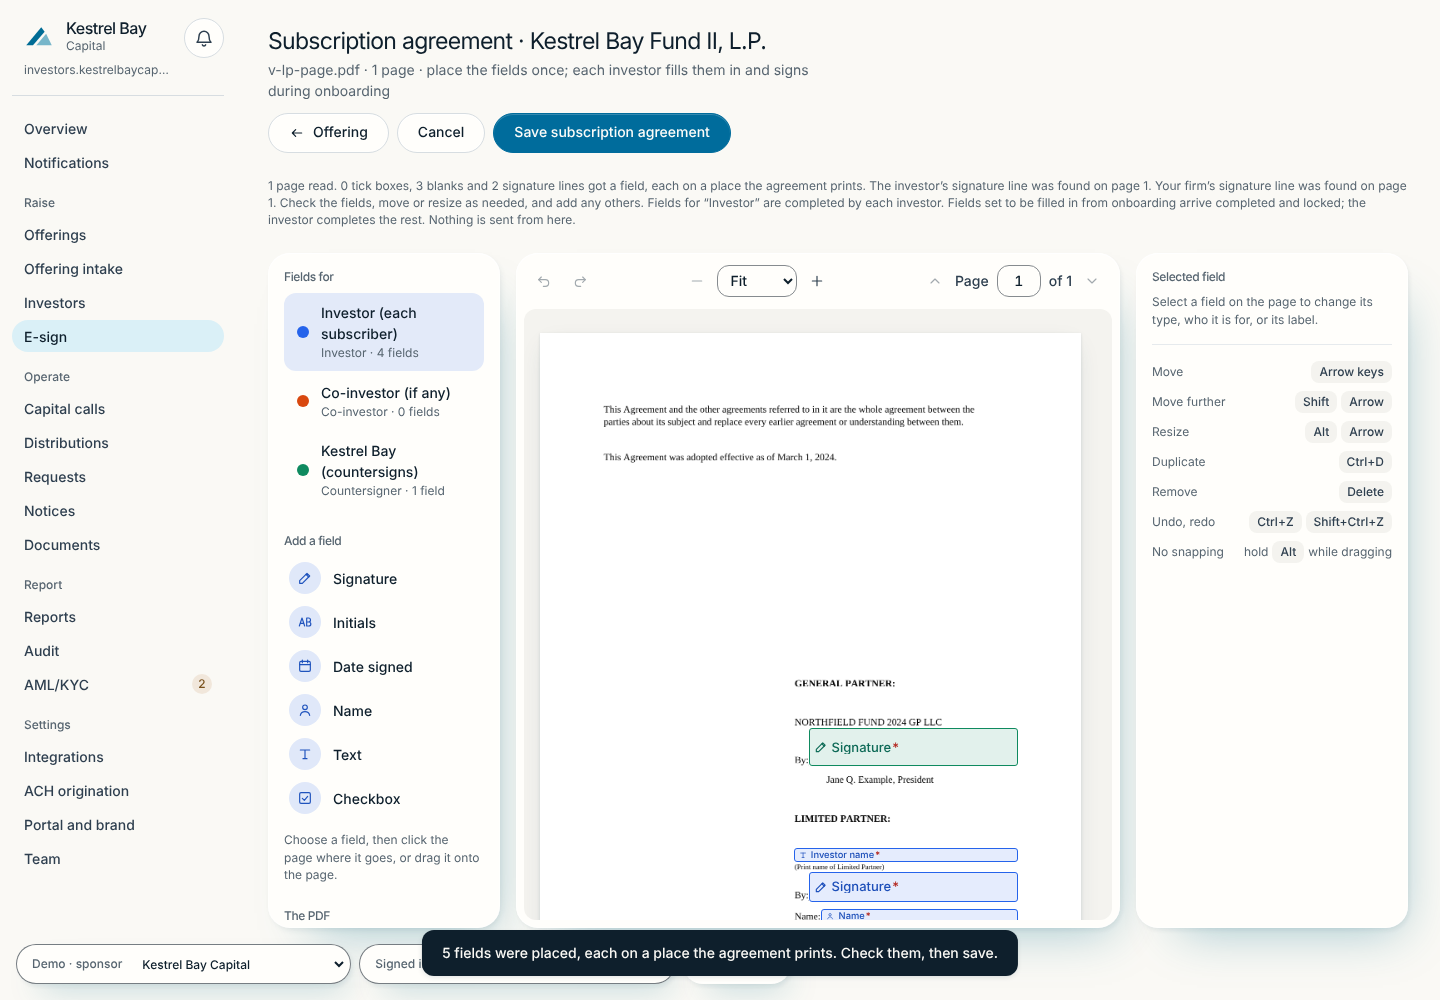 Kestrel Bay
Capital
investors.kestrelbaycap...
Overview
Notifications
Raise
Offerings
Offering intake
Investors
E-sign
Operate
Capital calls
Distributions
Requests
Notices
Documents
Report
Reports
Audit
AML/KYC 2
Settings
Integrations
ACH origination
Portal and brand
Team
Subscription agreement · Kestrel Bay Fund II, L.P.
v-lp-page.pdf · 1 page · place the fields once; each investor fills them in and signs
during onboarding
← Offering
Cancel
Save subscription agreement
1 page read. 0 tick boxes, 3 blanks and 2 signature lines got a field, each on a place the agreement prints. The investor’s signature line was found on page 1. Your firm’s signature line was found on page
1. Check the fields, move or resize as needed, and add any others. Fields for “Investor” are completed by each investor. Fields set to be filled in from onboarding arrive completed and locked; the
investor completes the rest. Nothing is sent from here.
Fields for
Investor (each
subscriber)
Investor · 4 fields
Co-investor (if any)
Co-investor · 0 fields
Kestrel Bay
(countersigns)
Countersigner · 1 field
Add a field
Signature
AB Initials
Date signed
Name
T Text
Checkbox
Choose a field, then click the
page where it goes, or drag it onto
the page.
The PDF
Fit
Page 1 of 1
This Agreement and the other agreements referred to in it are the whole agreement between the
parties about its subject and replace every earlier agreement or understanding between them.
This Agreement was adopted effective as of March 1, 2024.
GENERAL PARTNER:
NORTHFIELD FUND 2024 GP LLC
By: Signature*
Jane Q. Example, President
LIMITED PARTNER:
T Investor name*
(Print name of Limited Partner)
By: Signature*
Name: Name*
Selected field
Select a field on the page to change its
type, who it is for, or its label.
Move Arrow keys
Move further Shift Arrow
Resize Alt Arrow
Duplicate Ctrl+D
Remove Delete
Undo, redo Ctrl+Z Shift+Ctrl+Z
No snapping hold Alt while dragging
Demo · sponsor Kestrel Bay Capital
Signed
5 fields were placed, each on a place the agreement prints. Check them, then save.